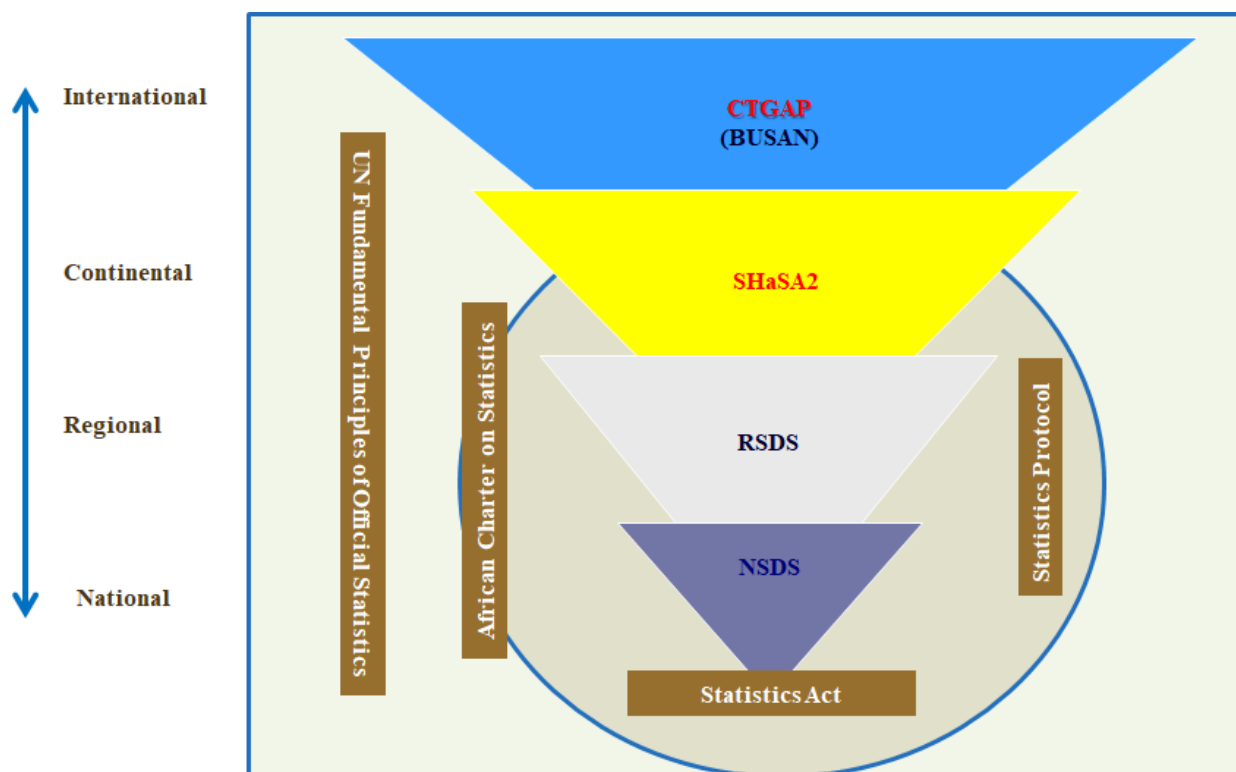 International
CTGAP
(BUSAN)
UN Fundamental Principles of Official Statistics
Continental
SHaSA2
African Charter on Statistics
Statistics Protocol
Regional
RSDS
NSDS
National
Statistics Act